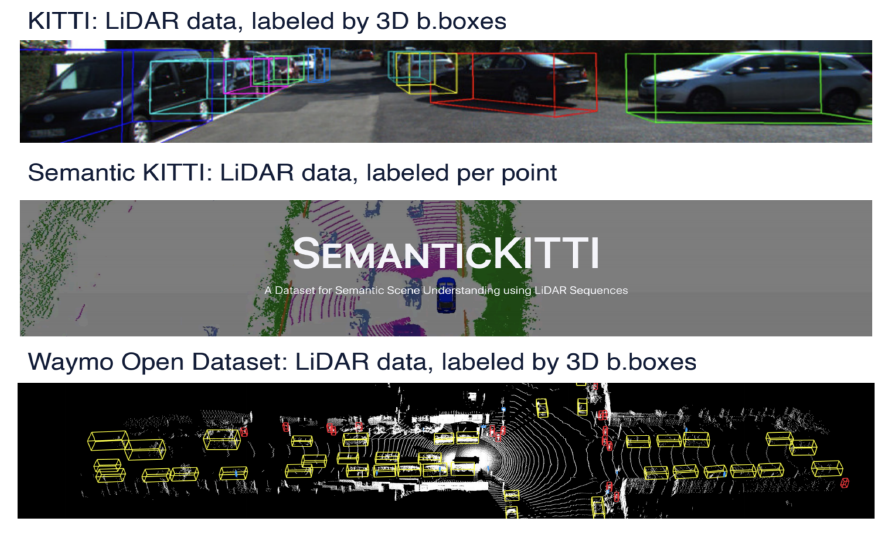 KITTI: LiDAR data, labeled by 3D b.boxes
Semantic KITTI: LiDAR data, labeled per point
SEMANTICKITTI
A Dataset for Semantic Scene Understanding using LiDAR Sequences
Waymo Open Dataset: LiDAR data, labeled by 3D b.boxes